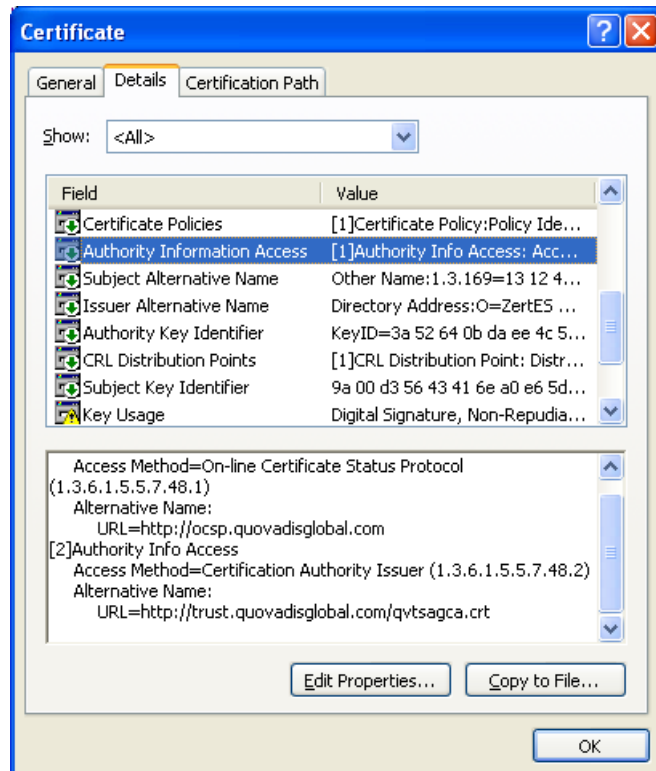 Certificate
General Details Certification Path
Show: <All>
Field Value
Certificate Policies [1]Certificate Policy:Policy Ide...
Authority Information Access [1]Authority Info Access: Acc...
Subject Alternative Name Other Name:1.3.169=13 12 4...
Issuer Alternative Name Directory Address:O=ZertES ...
Authority Key Identifier KeyID=3a 52 64 0b da ee 4c 5...
CRL Distribution Points [1]CRL Distribution Point: Distr...
Subject Key Identifier 9a 00 d3 56 43 41 6e a0 e6 5d...
Key Usage Digital Signature, Non-Repudia...
Access Method=On-line Certificate Status Protocol
(1.3.6.1.5.5.7.48.1)
Alternative Name:
URL=http://ocsp.quovadisglobal.com
[2]Authority Info Access
Access Method=Certification Authority Issuer (1.3.6.1.5.5.7.48.2)
Alternative Name:
URL=http://trust.quovadisglobal.com/qvtsagca.crt
Edit Properties... Copy to File...
OK